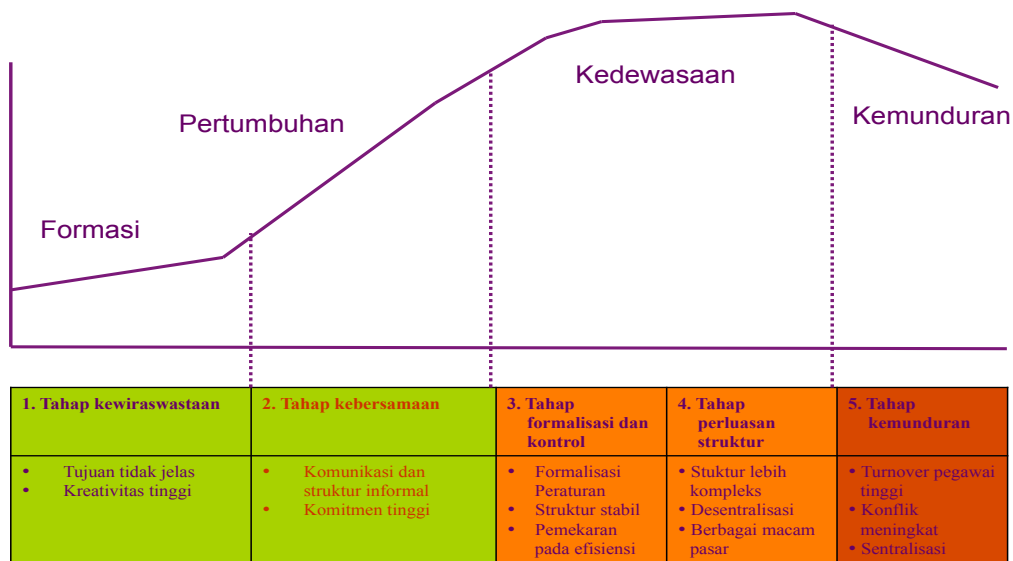 Kedewasaan
Pertumbuhan
Kemunduran
Formasi
1. Tahap kewiraswastaan
2. Tahap kebersamaan
3. Tahap
formalisasi dan
kontrol
4. Tahap
perluasan
struktur
5. Tahap
kemunduran
• Tujuan tidak jelas
• Kreativitas tinggi
• Komunikasi dan
struktur informal
• Komitmen tinggi
• Formalisasi
Peraturan
• Struktur stabil
• Pemekaran
pada efisiensi
• Stuktur lebih
kompleks
• Desentralisasi
• Berbagai macam
pasar
• Turnover pegawai
tinggi
• Konflik
meningkat
• Sentralisasi